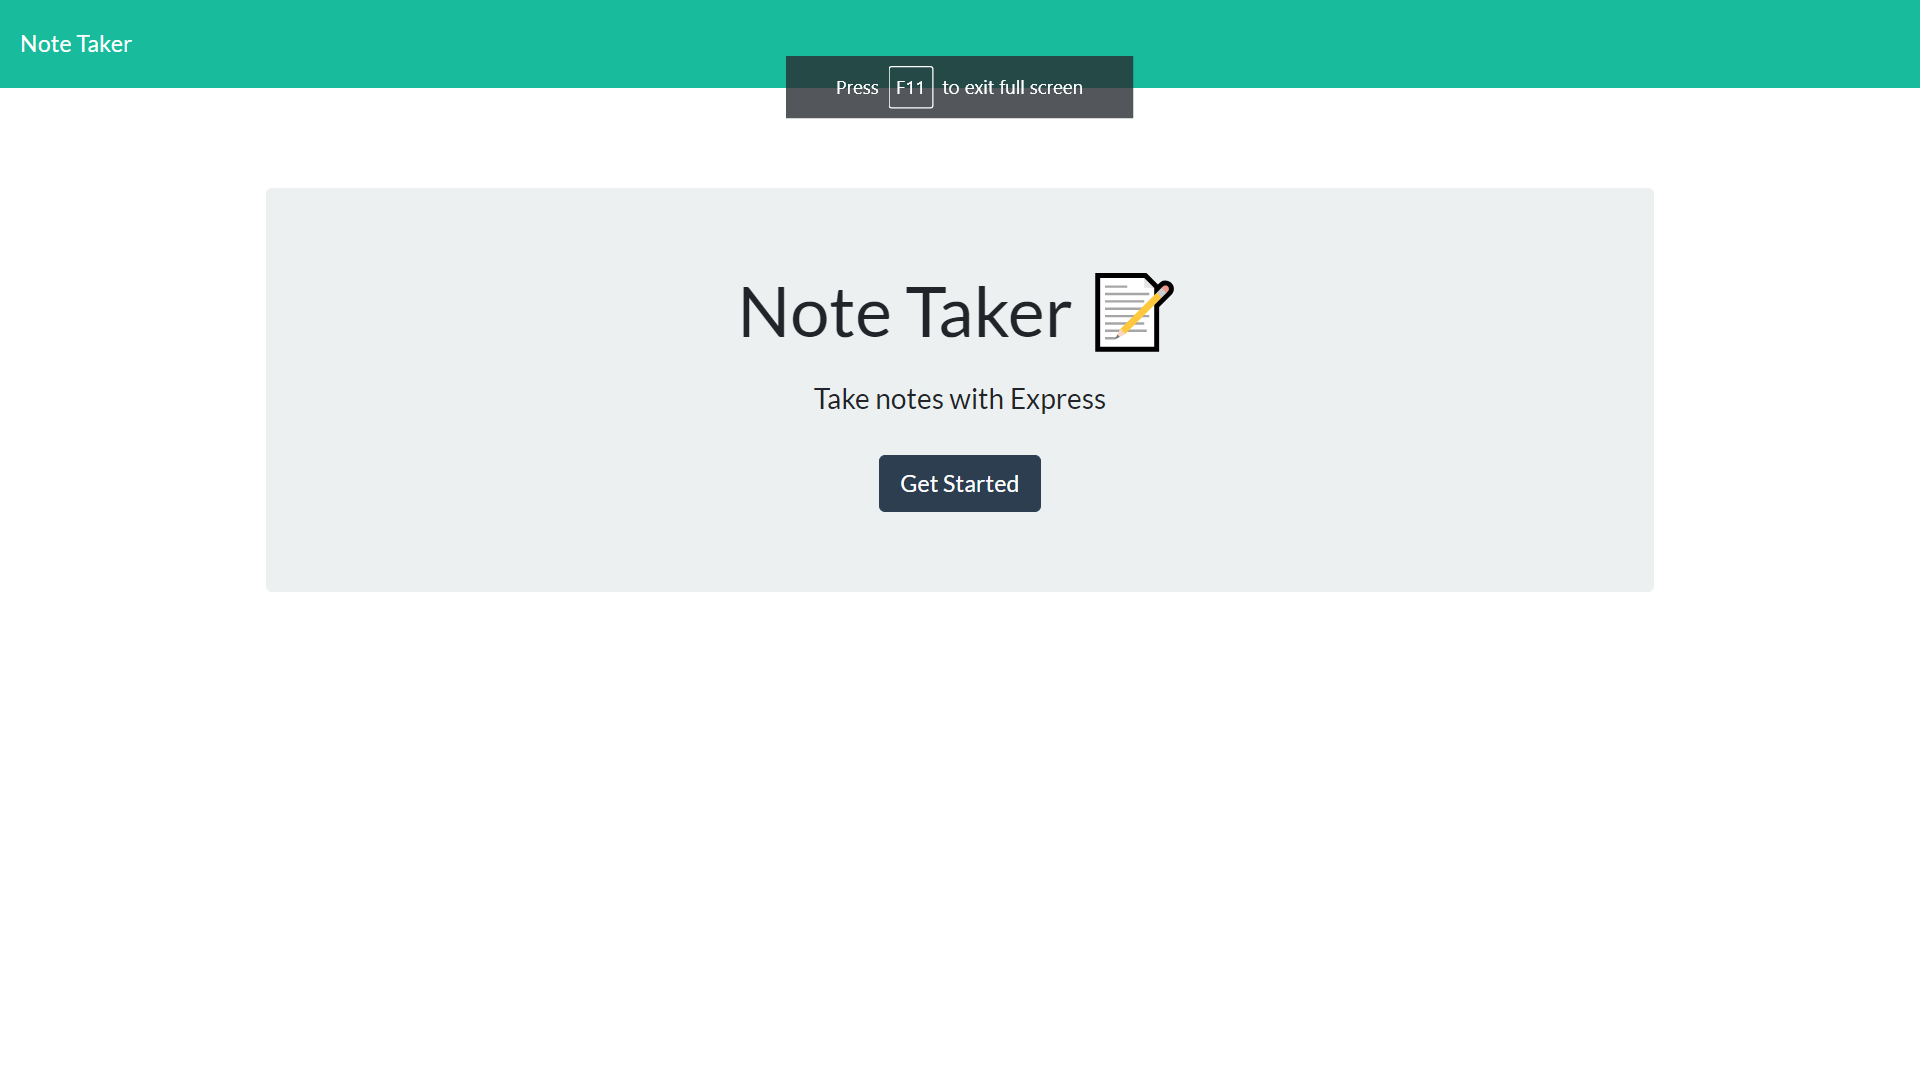 Note Taker
Press F11 to exit full screen
Note Taker
Take notes with Express
Get Started